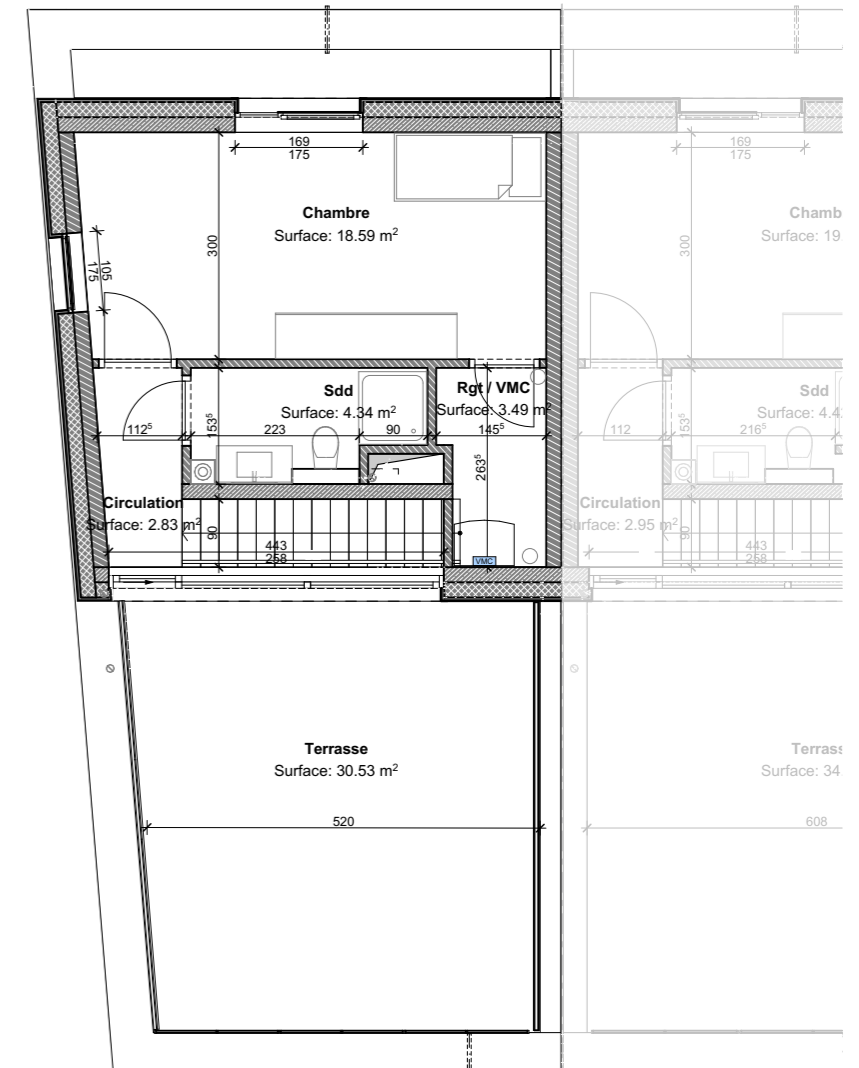 169
175
169
175
Chambre
Surface: 18.59 m²
Chamb
Surface: 19
300
300
105
175
Sdd
Surface: 4.34 m²
Rgt / VMC
Surface: 3.49 m²
Sdd
Surface: 4.4
112⁵
153⁵
223
90
145⁵
112
153⁵
216⁵
263⁵
Circulation
Surface: 2.83 m²
Circulation
Surface: 2.95 m²
90
443
258
VMC
90
443
258
Terrasse
Surface: 30.53 m²
Terrass
Surface: 34
520
608